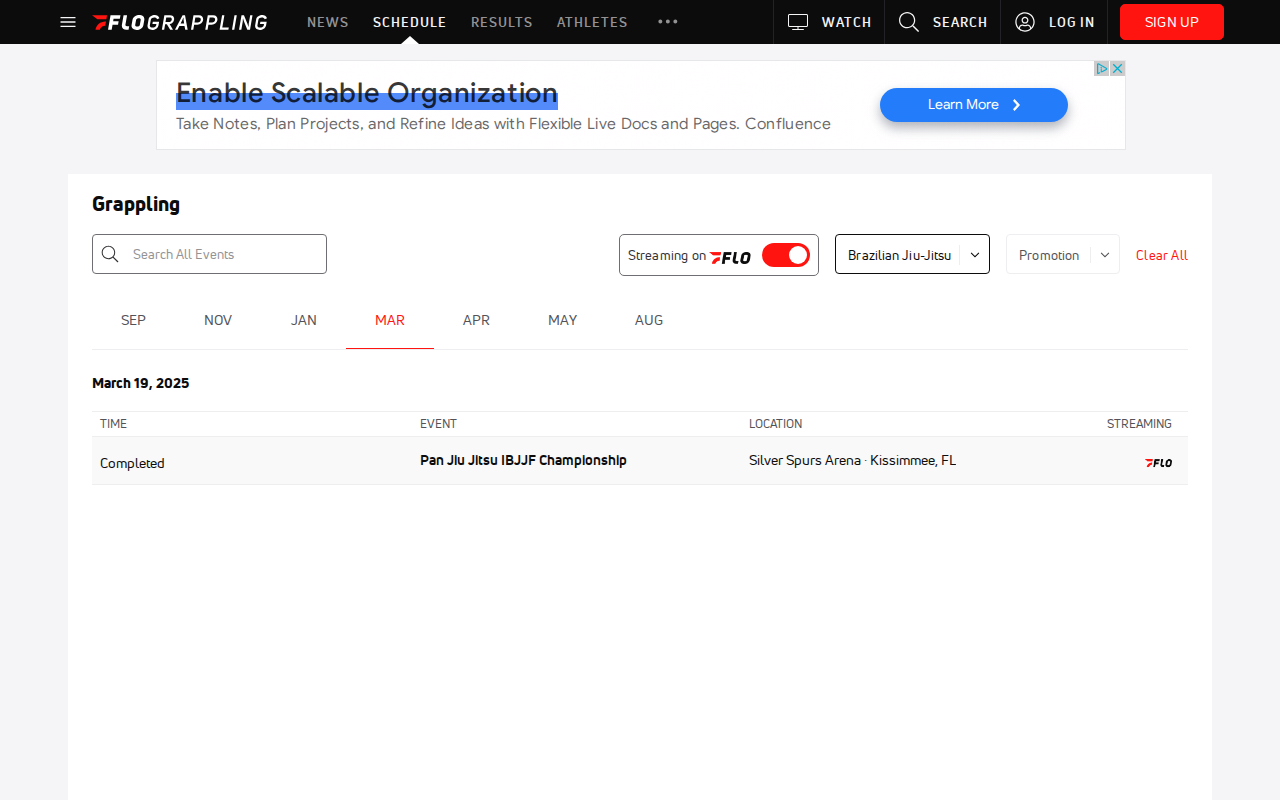 FLOGRAPPLING NEWS SCHEDULE RESULTS ATHLETES WATCH SEARCH LOG IN SIGN UP
Enable Scalable Organization
Take Notes, Plan Projects, and Refine Ideas with Flexible Live Docs and Pages. Confluence
Learn More
Grappling
Search All Events
Streaming on FLO
Brazilian Jiu-Jitsu
Promotion
Clear All
SEP NOV JAN MAR APR MAY AUG
March 19, 2025
TIME EVENT LOCATION STREAMING
Completed Pan Jiu Jitsu IBJJF Championship Silver Spurs Arena · Kissimmee, FL FLO